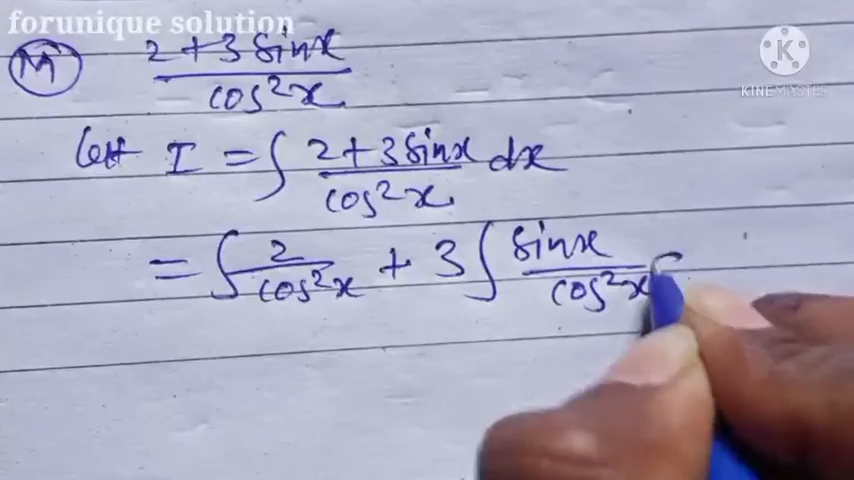 forunique solution
M 2 + 3 sinx / cos²x
KINEMASTER
let I = ∫ 2 + 3 sinx / cos²x dx
= ∫ 2 / cos²x + 3 ∫ sinx / cos²x